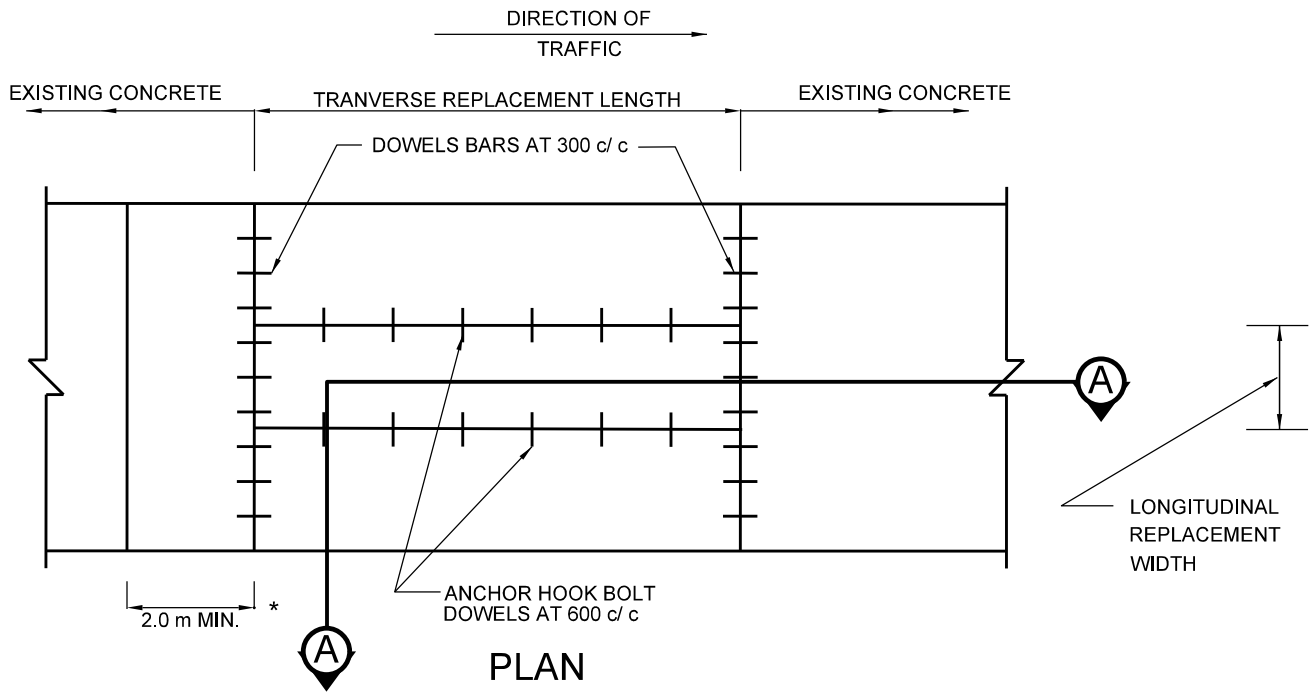 DIRECTION OF
TRAFFIC
EXISTING CONCRETE
TRANVERSE REPLACEMENT LENGTH
EXISTING CONCRETE
DOWELS BARS AT 300 c/ c
A
LONGITUDINAL
REPLACEMENT
WIDTH
ANCHOR HOOK BOLT
DOWELS AT 600 c/ c
2.0 m MIN. *
A
PLAN